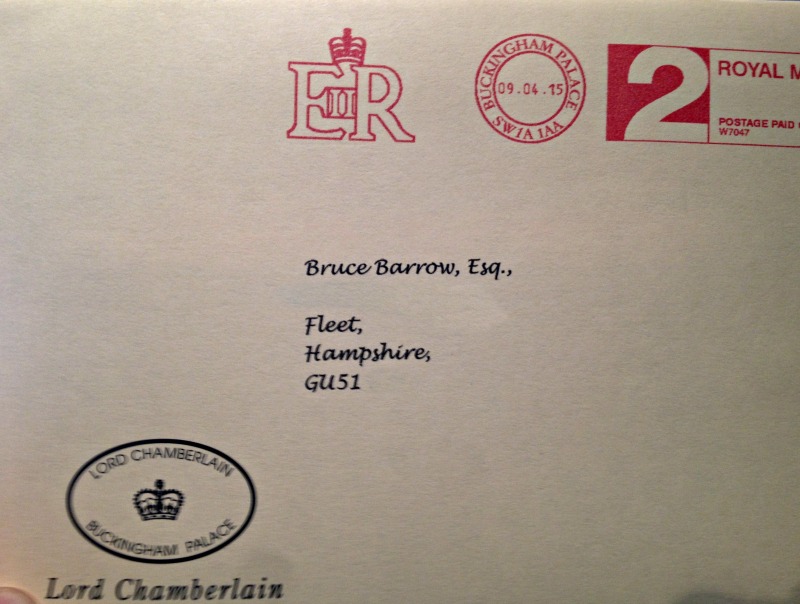 EIIR
BUCKINGHAM PALACE
09.04.15
SW1A 1AA
2
ROYAL M
POSTAGE PAID
W7047
Bruce Barrow, Esq.,
Fleet,
Hampshire,
GU51
LORD CHAMBERLAIN
BUCKINGHAM PALACE
Lord Chamberlain